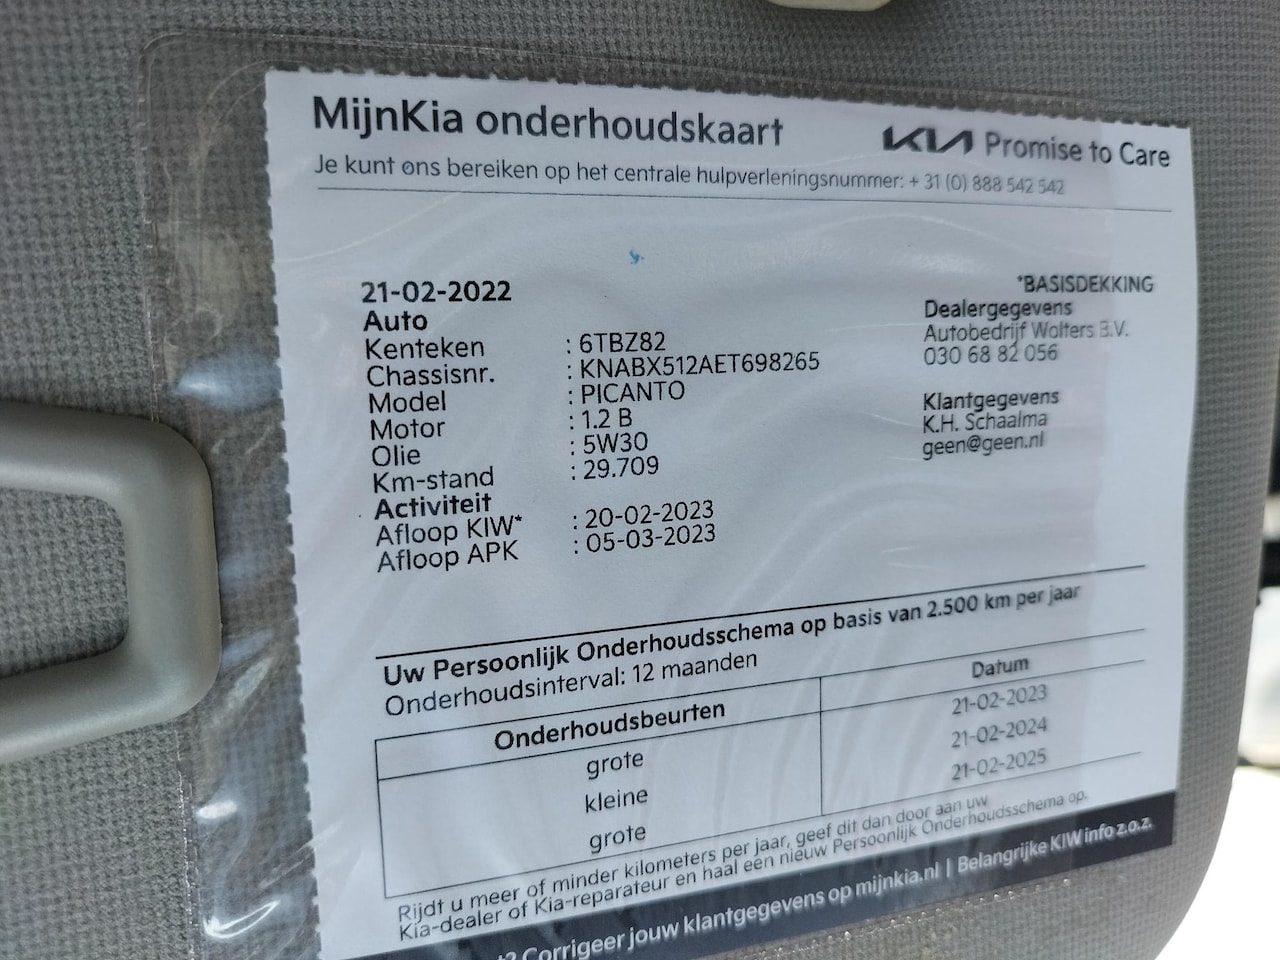 MijnKia onderhoudskaart
KIA Promise to Care
Je kunt ons bereiken op het centrale hulpverleningsnummer: + 31 (0) 888 542 542
21-02-2022
*BASISDEKKING
Auto
Kenteken : 6TBZ82
Chassisnr. : KNABX512AET698265
Model : PICANTO
Motor : 1.2 B
Olie : 5W30
Km-stand : 29.709
Activiteit
Afloop KIW* : 20-02-2023
Afloop APK : 05-03-2023
Dealergegevens
Autobedrijf Wolters B.V.
030 68 82 056
Klantgegevens
K.H. Schaalma
geen@geen.nl
Uw Persoonlijk Onderhoudsschema op basis van 2.500 km per jaar
Onderhoudsinterval: 12 maanden
Onderhoudsbeurten Datum
grote 21-02-2023
kleine 21-02-2024
grote 21-02-2025
Rijdt u meer of minder kilometers per jaar, geef dit dan door aan uw
Kia-dealer of Kia-reparateur en haal een nieuw Persoonlijk Onderhoudsschema op.
Corrigeer jouw klantgegevens op mijnkia.nl | Belangrijke KIW info z.o.z.